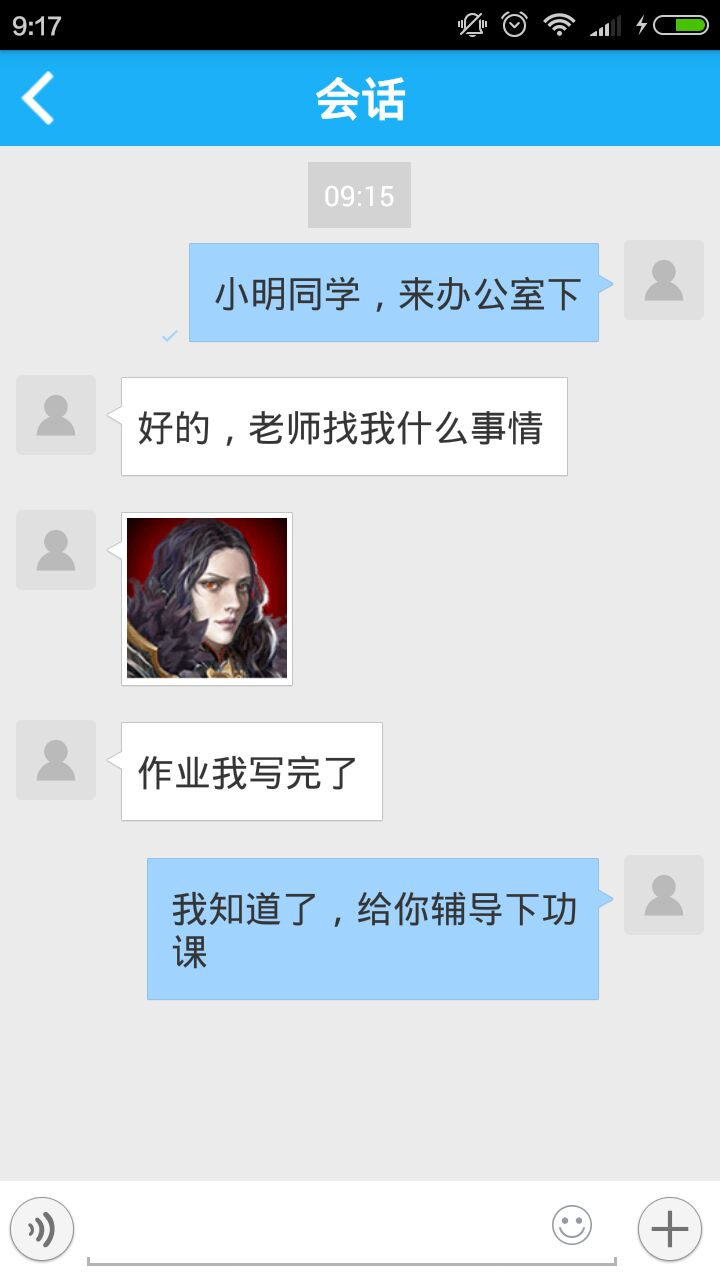 9:17
会话
09:15
小明同学，来办公室下
好的，老师找我什么事情
作业我写完了
我知道了，给你辅导下功
课